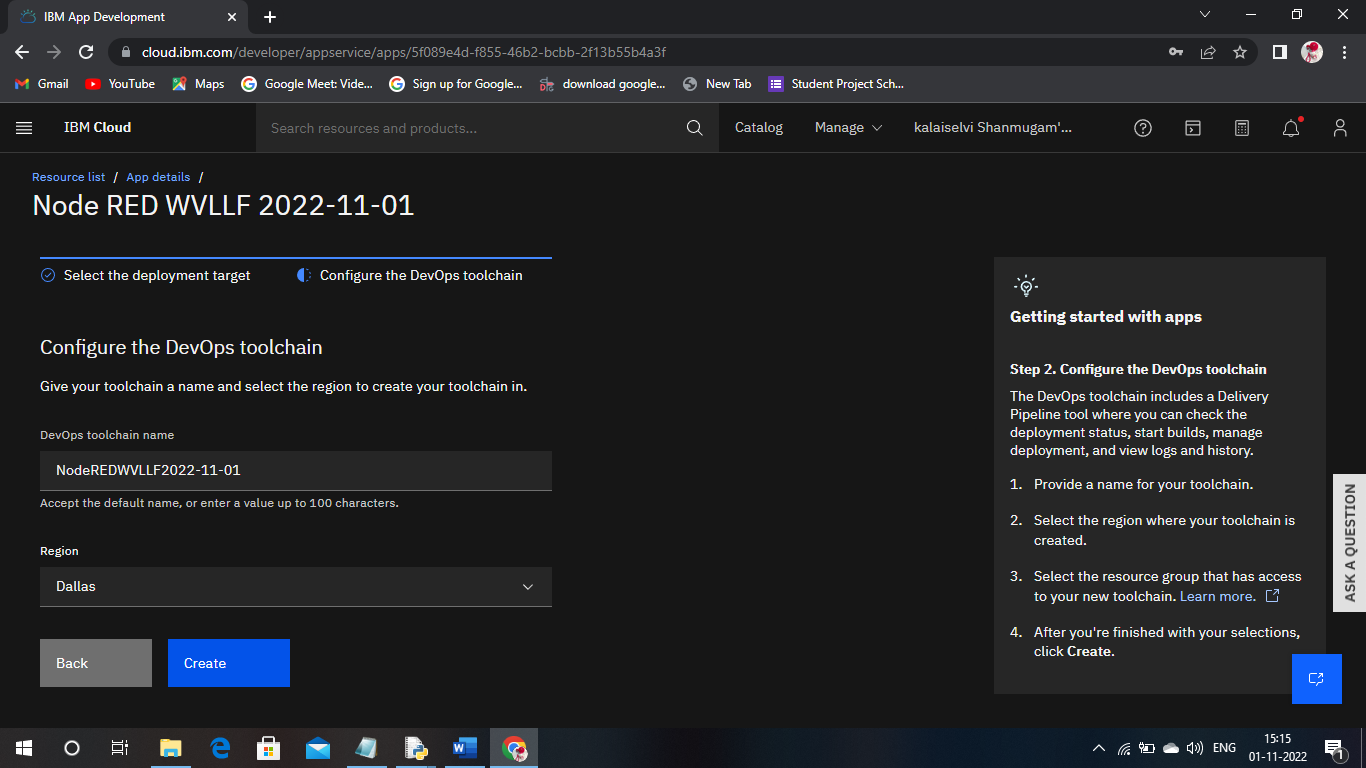 IBM App Development
cloud.ibm.com/developer/appservice/apps/5f089e4d-f855-46b2-bcbb-2f13b55b4a3f
Gmail YouTube Maps Google Meet: Vide... Sign up for Google... download google... New Tab Student Project Sch...
IBM Cloud Search resources and products... Catalog Manage kalaiselvi Shanmugam'...
Resource list / App details /
Node RED WVLLF 2022-11-01
Select the deployment target Configure the DevOps toolchain
Configure the DevOps toolchain
Give your toolchain a name and select the region to create your toolchain in.
DevOps toolchain name
NodeREDWVLLF2022-11-01
Accept the default name, or enter a value up to 100 characters.
Region
Dallas
Back Create
Getting started with apps
Step 2. Configure the DevOps toolchain
The DevOps toolchain includes a Delivery
Pipeline tool where you can check the
deployment status, start builds, manage
deployment, and view logs and history.
1. Provide a name for your toolchain.
2. Select the region where your toolchain is
created.
3. Select the resource group that has access
to your new toolchain. Learn more.
4. After you're finished with your selections,
click Create.
ASK A QUESTION
ENG
15:15
01-11-2022
1